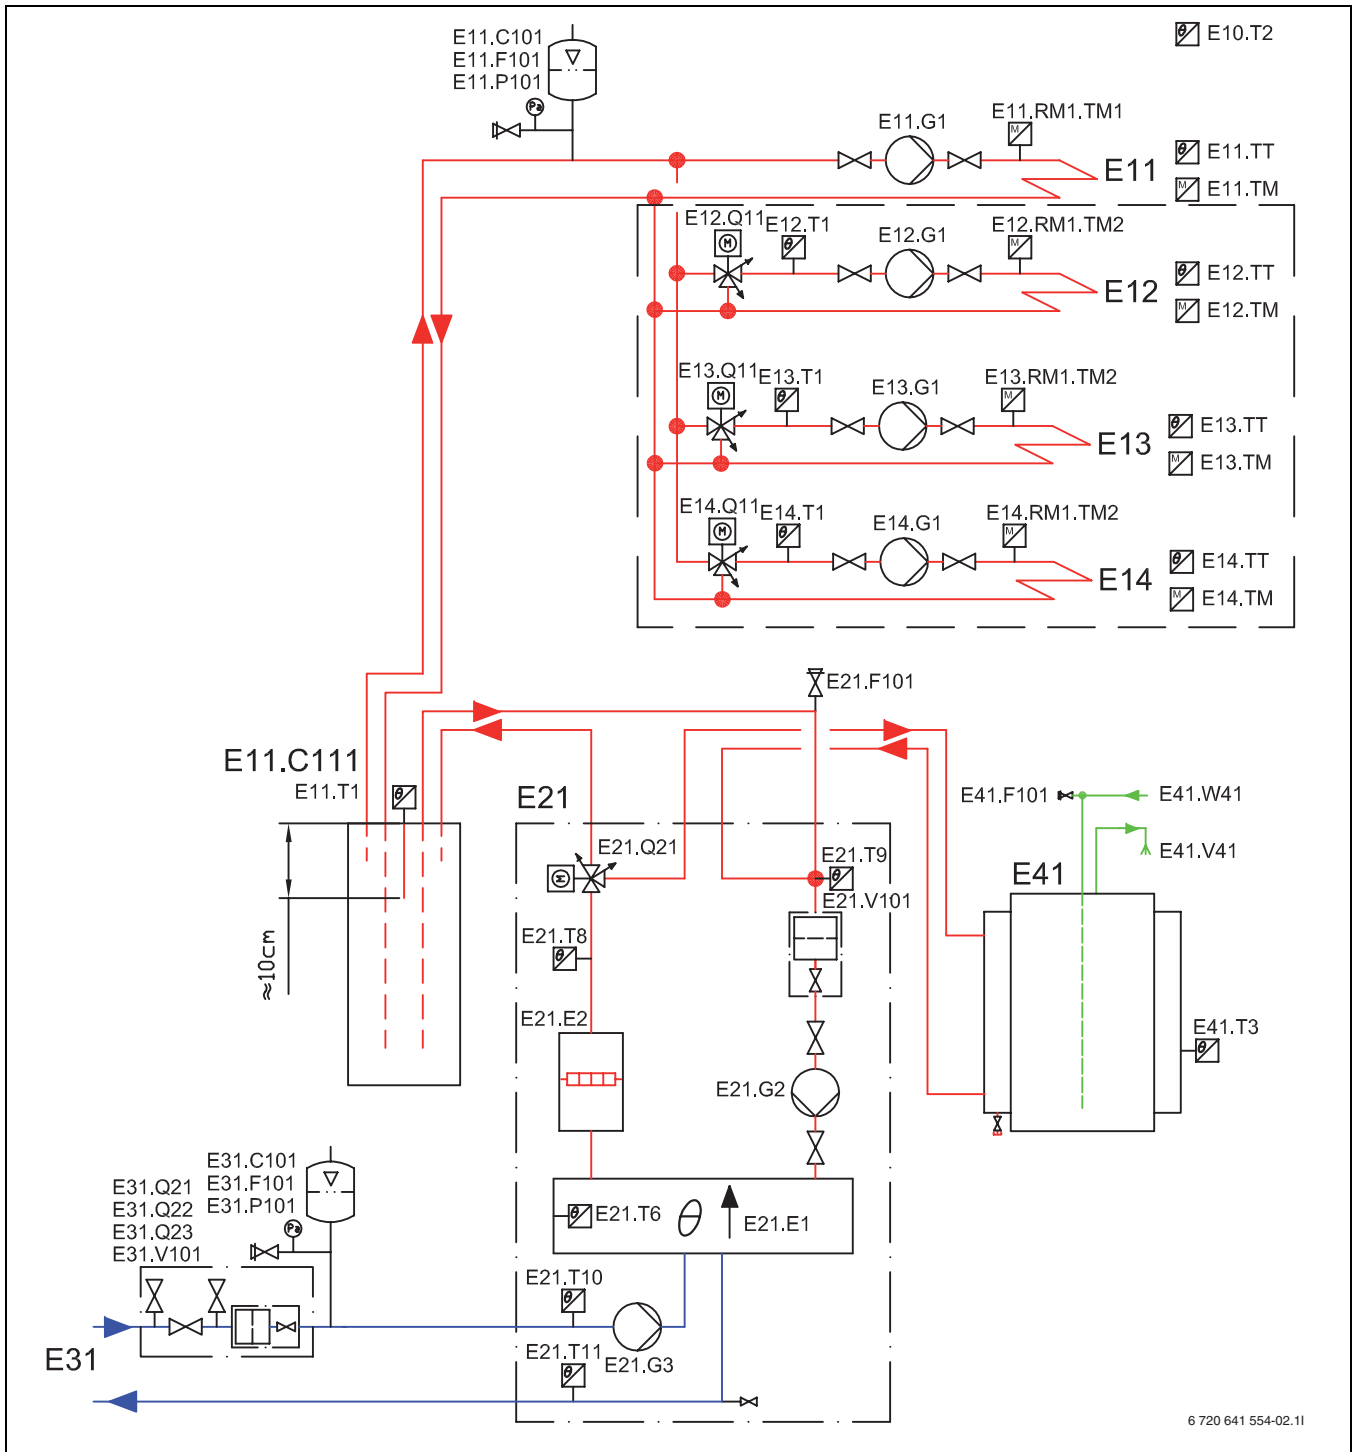 E11.C101
E11.F101
E11.P101
Pa
E10.T2
θ
E11.G1
E11.RM1.TM1
M
E11
θ E11.TT
M E11.TM
E12.Q11
M
E12.T1
θ
E12.G1
E12.RM1.TM2
M
E12
θ E12.TT
M E12.TM
E13.Q11
M
E13.T1
θ
E13.G1
E13.RM1.TM2
M
E13
θ E13.TT
M E13.TM
E14.Q11
M
E14.T1
θ
E14.G1
E14.RM1.TM2
M
E14
θ E14.TT
M E14.TM
E21.F101
E11.C111
E11.T1
θ
≈10cm
E21
E21.Q21
M
E21.T9
θ
E21.V101
E21.T8
θ
E21.E2
E21.G2
E41.F101
E41.W41
E41.V41
E41
E41.T3
θ
E31.C101
E31.F101
E31.P101
Pa
E31.Q21
E31.Q22
E31.Q23
E31.V101
θ E21.T6
E21.E1
E21.T10
θ
E21.G3
E21.T11
θ
E31
6 720 641 554-02.1I